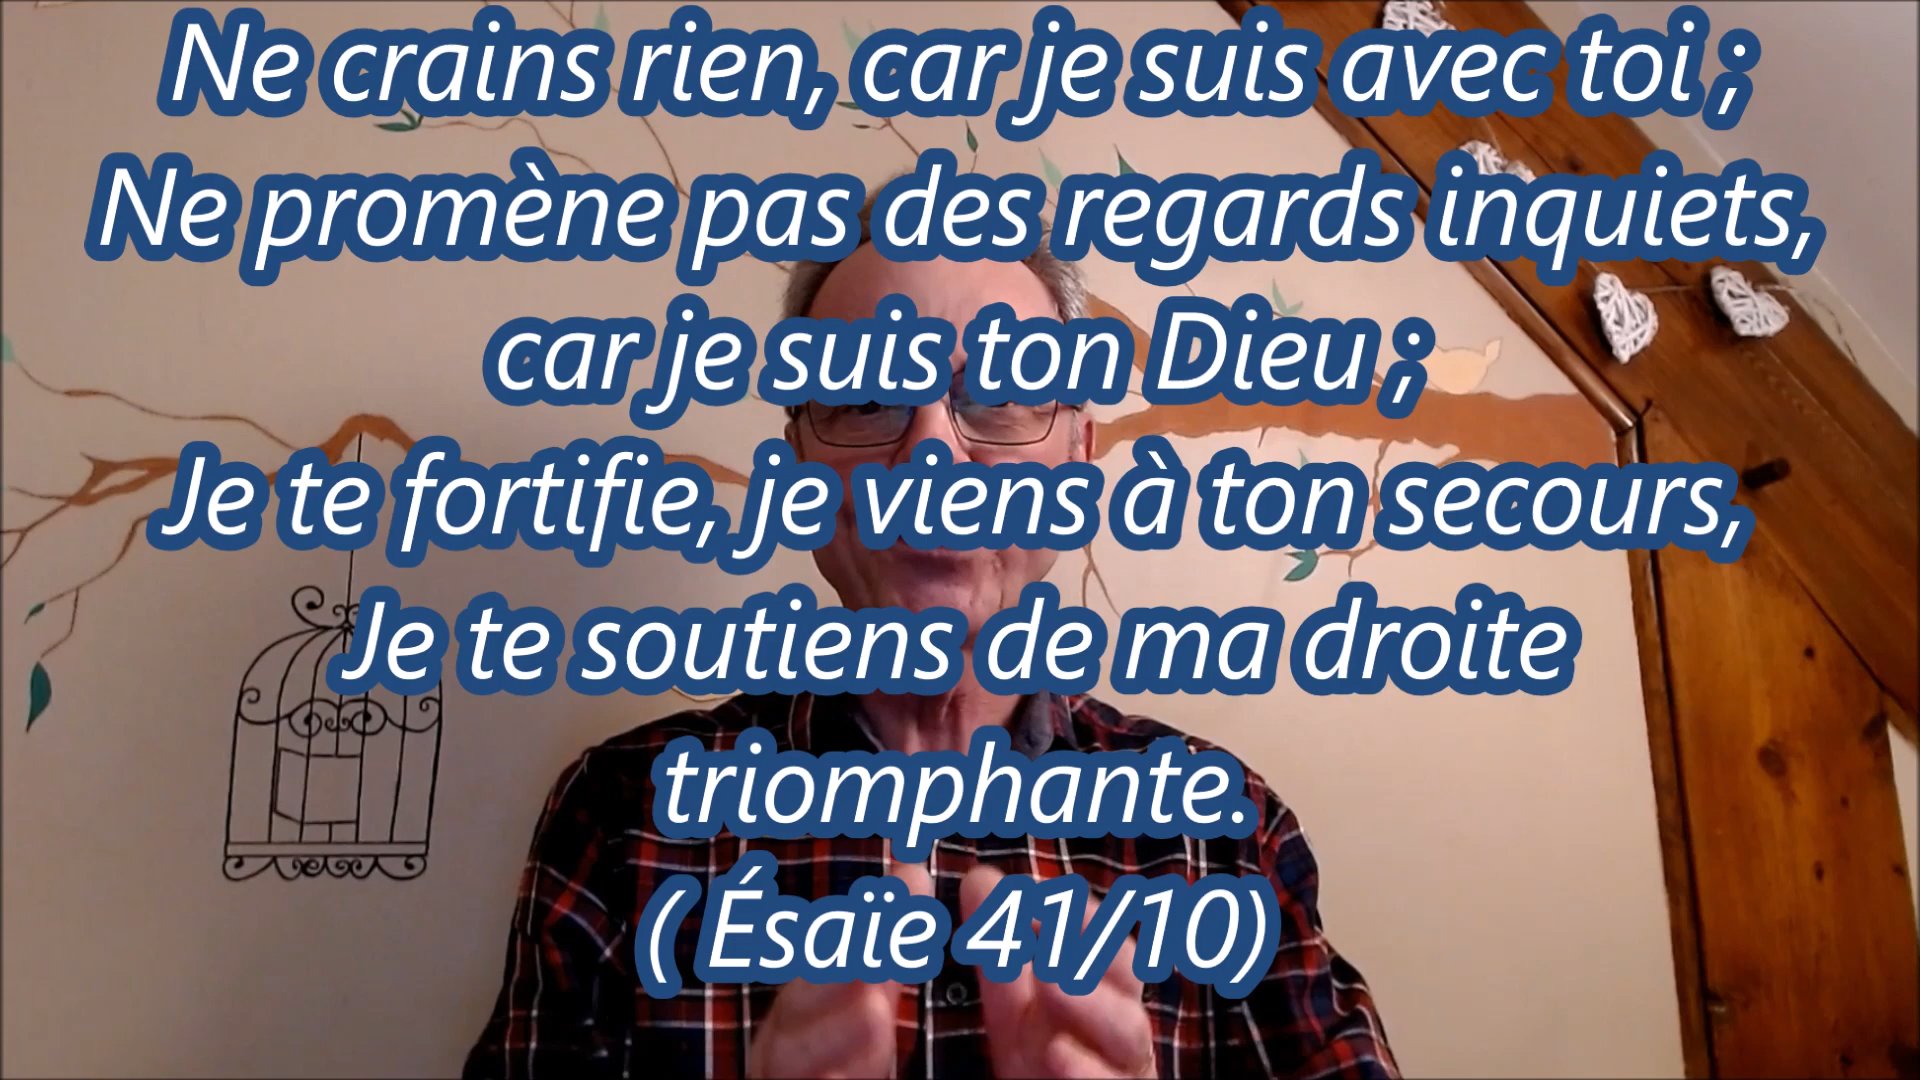 Ne crains rien, car je suis avec toi ;
Ne promène pas des regards inquiets,
car je suis ton Dieu ;
Je te fortifie, je viens à ton secours,
Je te soutiens de ma droite
triomphante.
( Ésaïe 41/10)